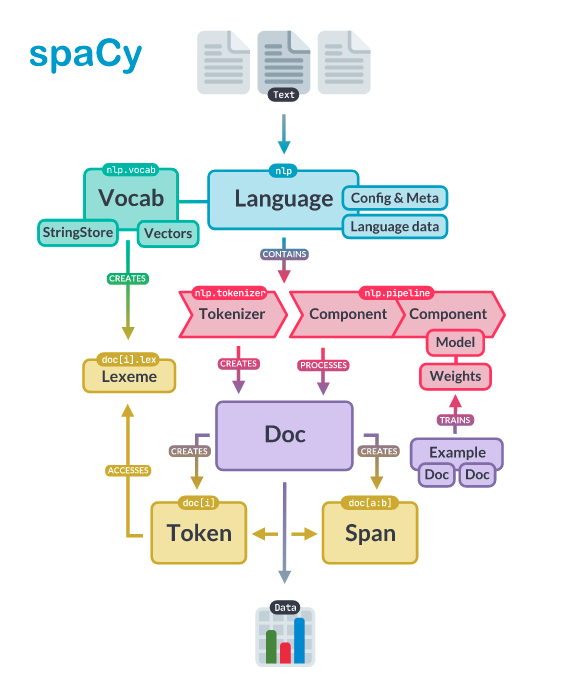 spaCy
Text
nlp.vocab
Vocab
StringStore
Vectors
nlp
Language
Config & Meta
Language data
CONTAINS
CREATES
nlp.tokenizer
Tokenizer
nlp.pipeline
Component
Component
Model
Weights
doc[i].lex
Lexeme
CREATES
PROCESSES
TRAINS
Doc
Example
Doc
Doc
CREATES
CREATES
ACCESSES
doc[i]
Token
doc[a:b]
Span
Data